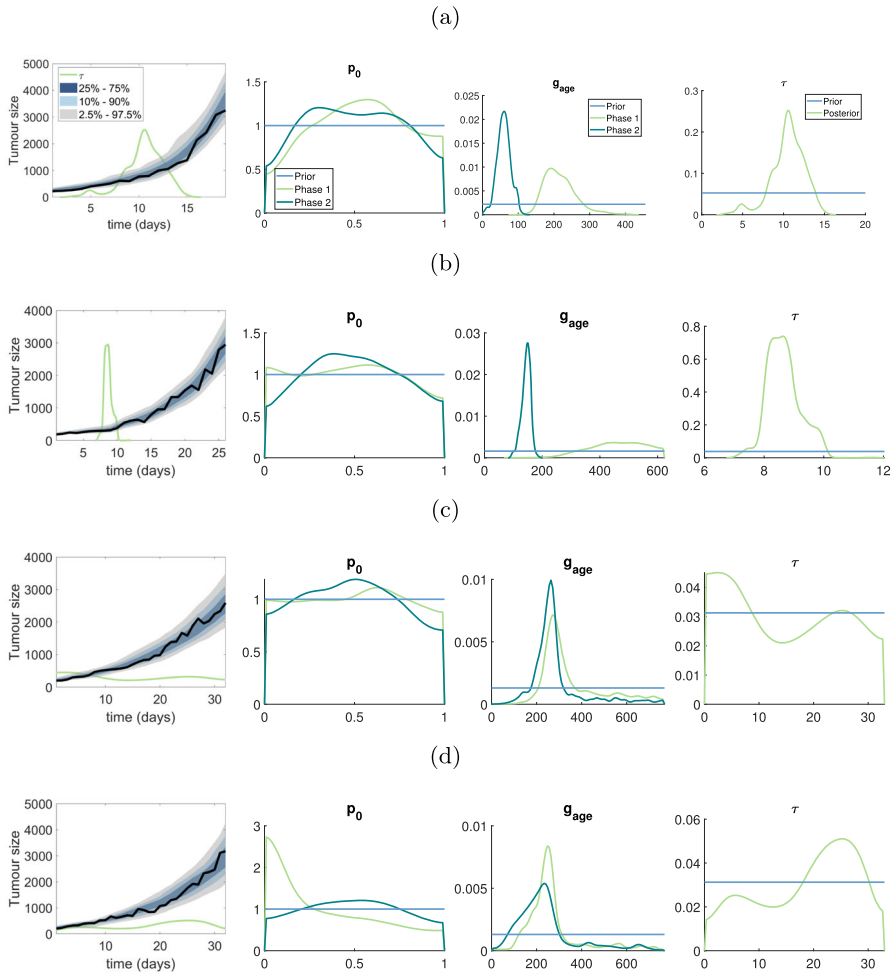 (a)
p0
gage
τ
Tumour size
5000
4000
3000
2000
1000
0
τ
25% - 75%
10% - 90%
2.5% - 97.5%
5 10 15
time (days)
1.5
1
0.5
0
Prior
Phase 1
Phase 2
0 0.5 1
0.025
0.02
0.015
0.01
0.005
0
Prior
Phase 1
Phase 2
0 100 200 300 400
0.3
0.2
0.1
0
Prior
Posterior
0 5 10 15 20
(b)
p0
gage
τ
Tumour size
4000
3000
2000
1000
0
5 10 15 20 25
time (days)
1.5
1
0.5
0
0 0.5 1
0.03
0.02
0.01
0
0 200 400 600
0.8
0.6
0.4
0.2
0
6 8 10 12
(c)
p0
gage
τ
Tumour size
4000
3000
2000
1000
0
10 20 30
time (days)
1
0.5
0
0 0.5 1
0.01
0.005
0
0 200 400 600
0.04
0.03
0.02
0.01
0
0 10 20 30
(d)
p0
gage
τ
Tumour size
5000
4000
3000
2000
1000
0
10 20 30
time (days)
3
2
1
0
0 0.5 1
0.01
0.005
0
0 200 400 600
0.06
0.04
0.02
0
0 10 20 30